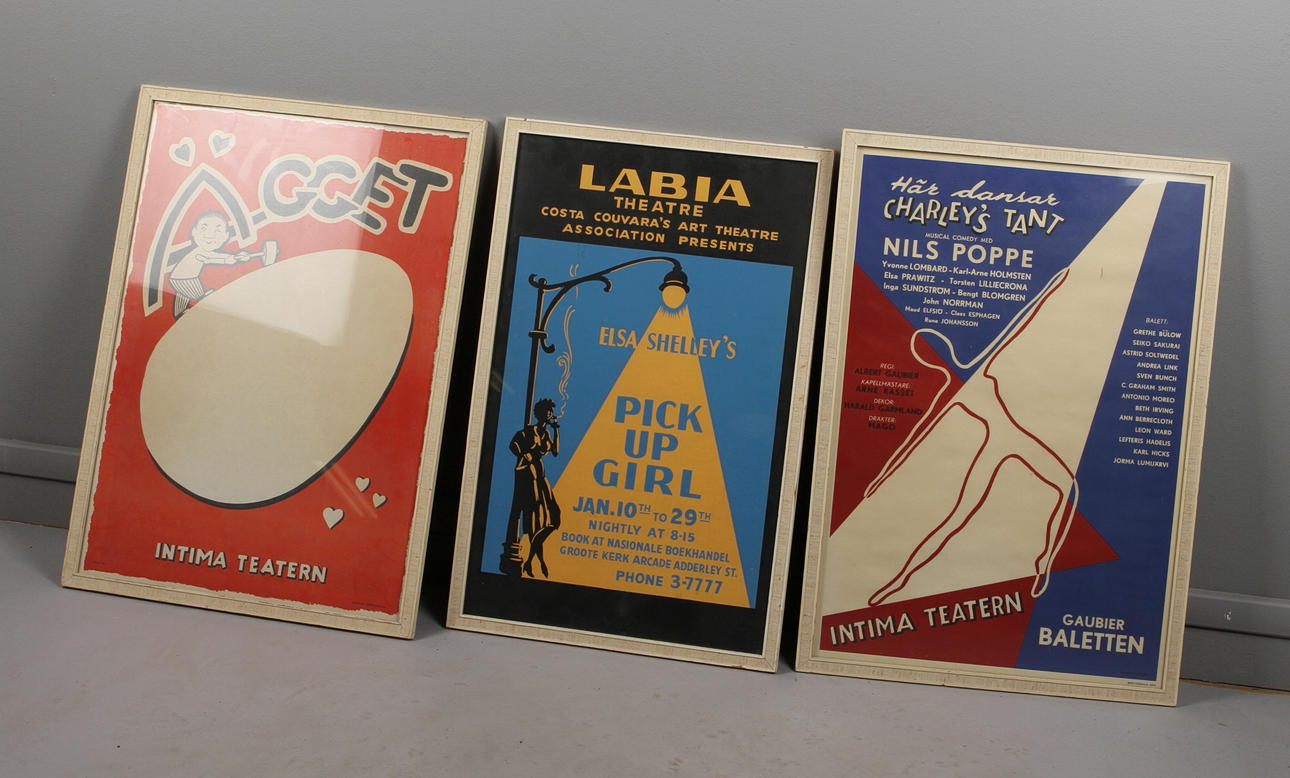 ÄGGET
INTIMA TEATERN
LABIA
THEATRE
COSTA COUVARA'S ART THEATRE
ASSOCIATION PRESENTS
ELSA SHELLEY'S
PICK
UP
GIRL
JAN. 10TH TO 29TH
NIGHTLY AT 8·15
BOOK AT NASIONALE BOEKHANDEL
GROOTE KERK ARCADE ADDERLEY ST.
PHONE 3-7777
Här dansar
CHARLEY'S TANT
MUSICAL COMEDY MED
NILS POPPE
Yvonne LOMBARD - Karl-Arne HOLMSTEN
Elsa PRAWITZ - Torsten LILLIECRONA
Inga SUNDSTRÖM - Bengt BLOMGREN
John NORRMAN
Maud ELFSIÖ - Claes ESPHAGEN
Rune JOHANSSON
REGI:
ALBERT GAUBIER
KAPELLMÄSTARE:
ARNE BASSET
DEKOR:
HARALD GARMLAND
DRÄKTER:
MAGO
BALETT:
GRETHE BÜLOW
SEIKO SAKURAI
ASTRID SOLTWEDEL
ANDREA LINK
SVEN BUNCH
C. GRAHAM SMITH
ANTONIO MOREO
BETH IRVING
ANN BERRECLOTH
LEON WARD
LEFTERIS HADELIS
KARL HICKS
JORMA LUMIJÄRVI
INTIMA TEATERN
GAUBIER
BALETTEN